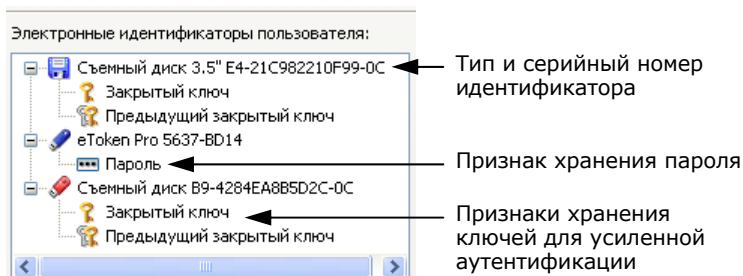 Электронные идентификаторы пользователя:
Съемный диск 3.5" E4-21C982210F99-0C
Закрытый ключ
Предыдущий закрытый ключ
eToken Pro 5637-BD14
Пароль
Съемный диск B9-4284EA8B5D2C-0C
Закрытый ключ
Предыдущий закрытый ключ
Тип и серийный номер
идентификатора
Признак хранения пароля
Признаки хранения
ключей для усиленной
аутентификации